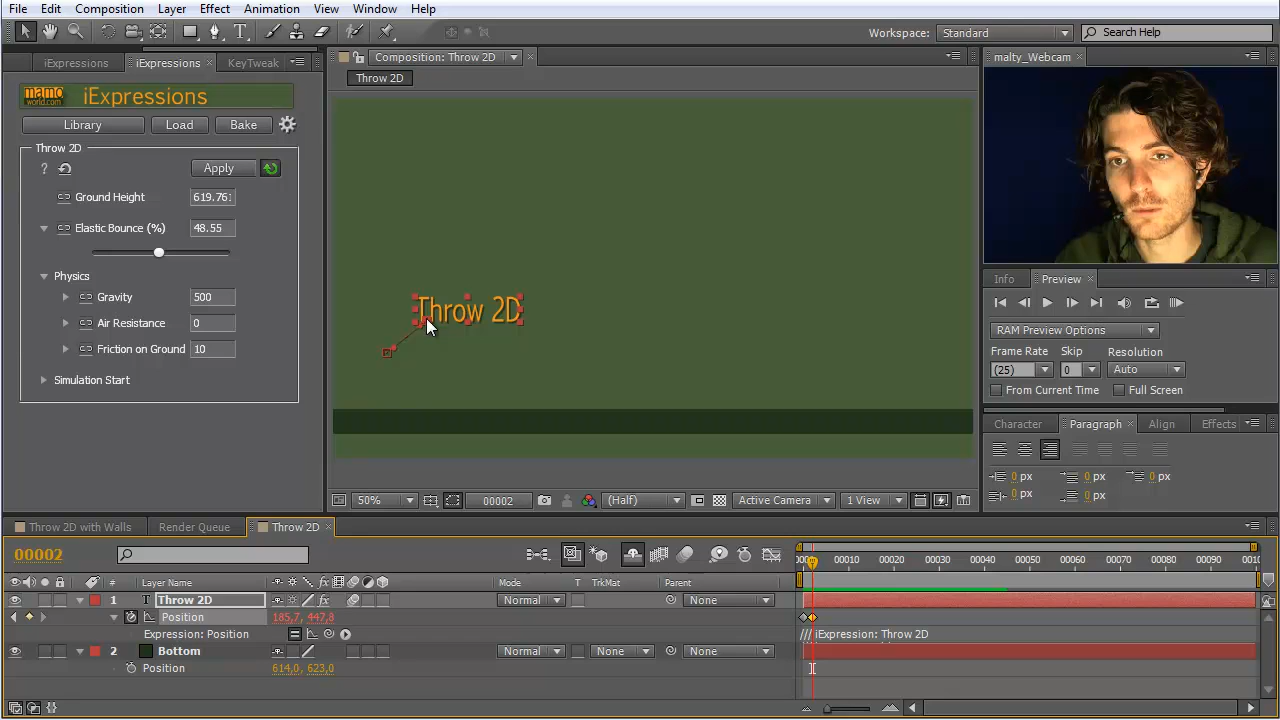 File Edit Composition Layer Effect Animation View Window Help
Workspace: Standard Search Help
iExpressions iExpressions KeyTweak
Composition: Throw 2D
malty_Webcam
Throw 2D
mamo world.com iExpressions
Library Load Bake
Throw 2D
? Apply
Ground Height 619.76
Elastic Bounce (%) 48.55
Physics
Gravity 500
Air Resistance 0
Friction on Ground 10
Simulation Start
Throw 2D
Info Preview
RAM Preview Options
Frame Rate Skip Resolution
(25) 0 Auto
From Current Time Full Screen
Character Paragraph Align Effects
0 px 0 px 0 px
0 px 0 px
50% 00002 (Half) Active Camera 1 View
Throw 2D with Walls Render Queue Throw 2D
00002
00010 00020 00030 00040 00050 00060 00070 00080 00090
# Layer Name Mode T TrkMat Parent
1 T Throw 2D Normal None
Position 185,7, 447,8
Expression: Position /// iExpression: Throw 2D
2 Bottom Normal None None
Position 614,0, 623,0